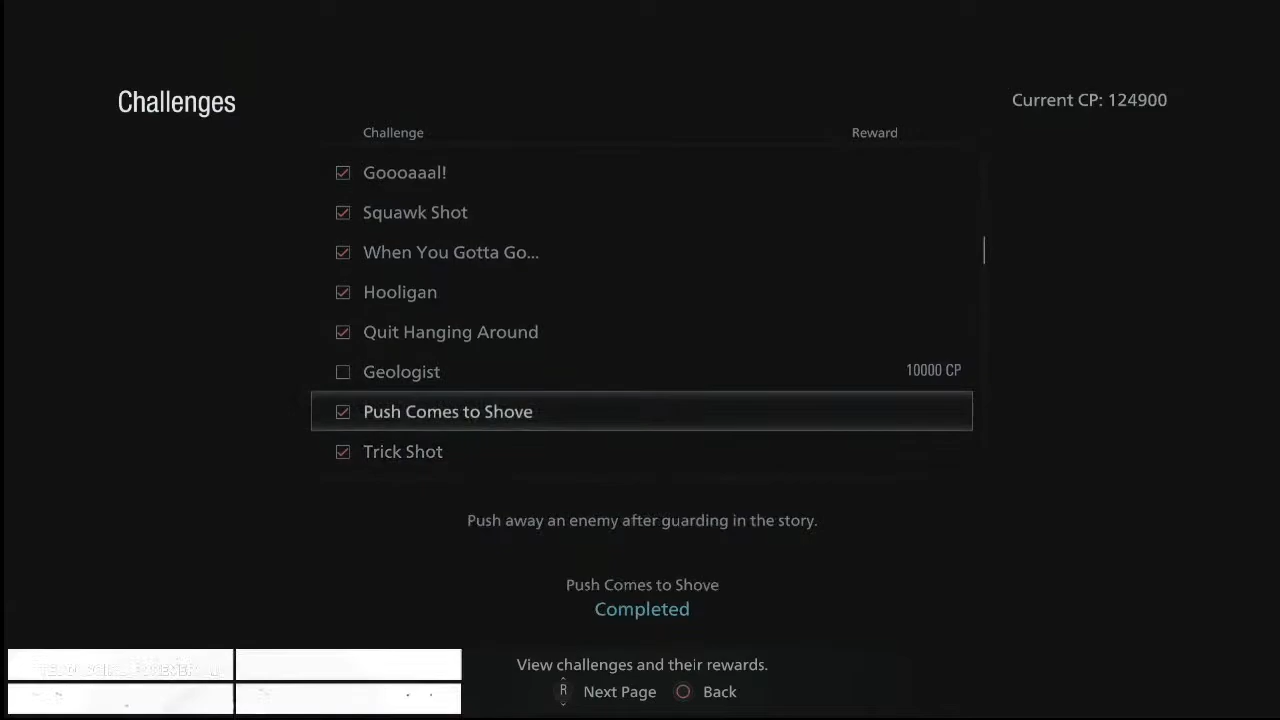 Challenges
Current CP: 124900
Challenge Reward
Goooaaal!
Squawk Shot
When You Gotta Go...
Hooligan
Quit Hanging Around
Geologist 10000 CP
Push Comes to Shove
Trick Shot
Push away an enemy after guarding in the story.
Push Comes to Shove
Completed
View challenges and their rewards.
R Next Page Back